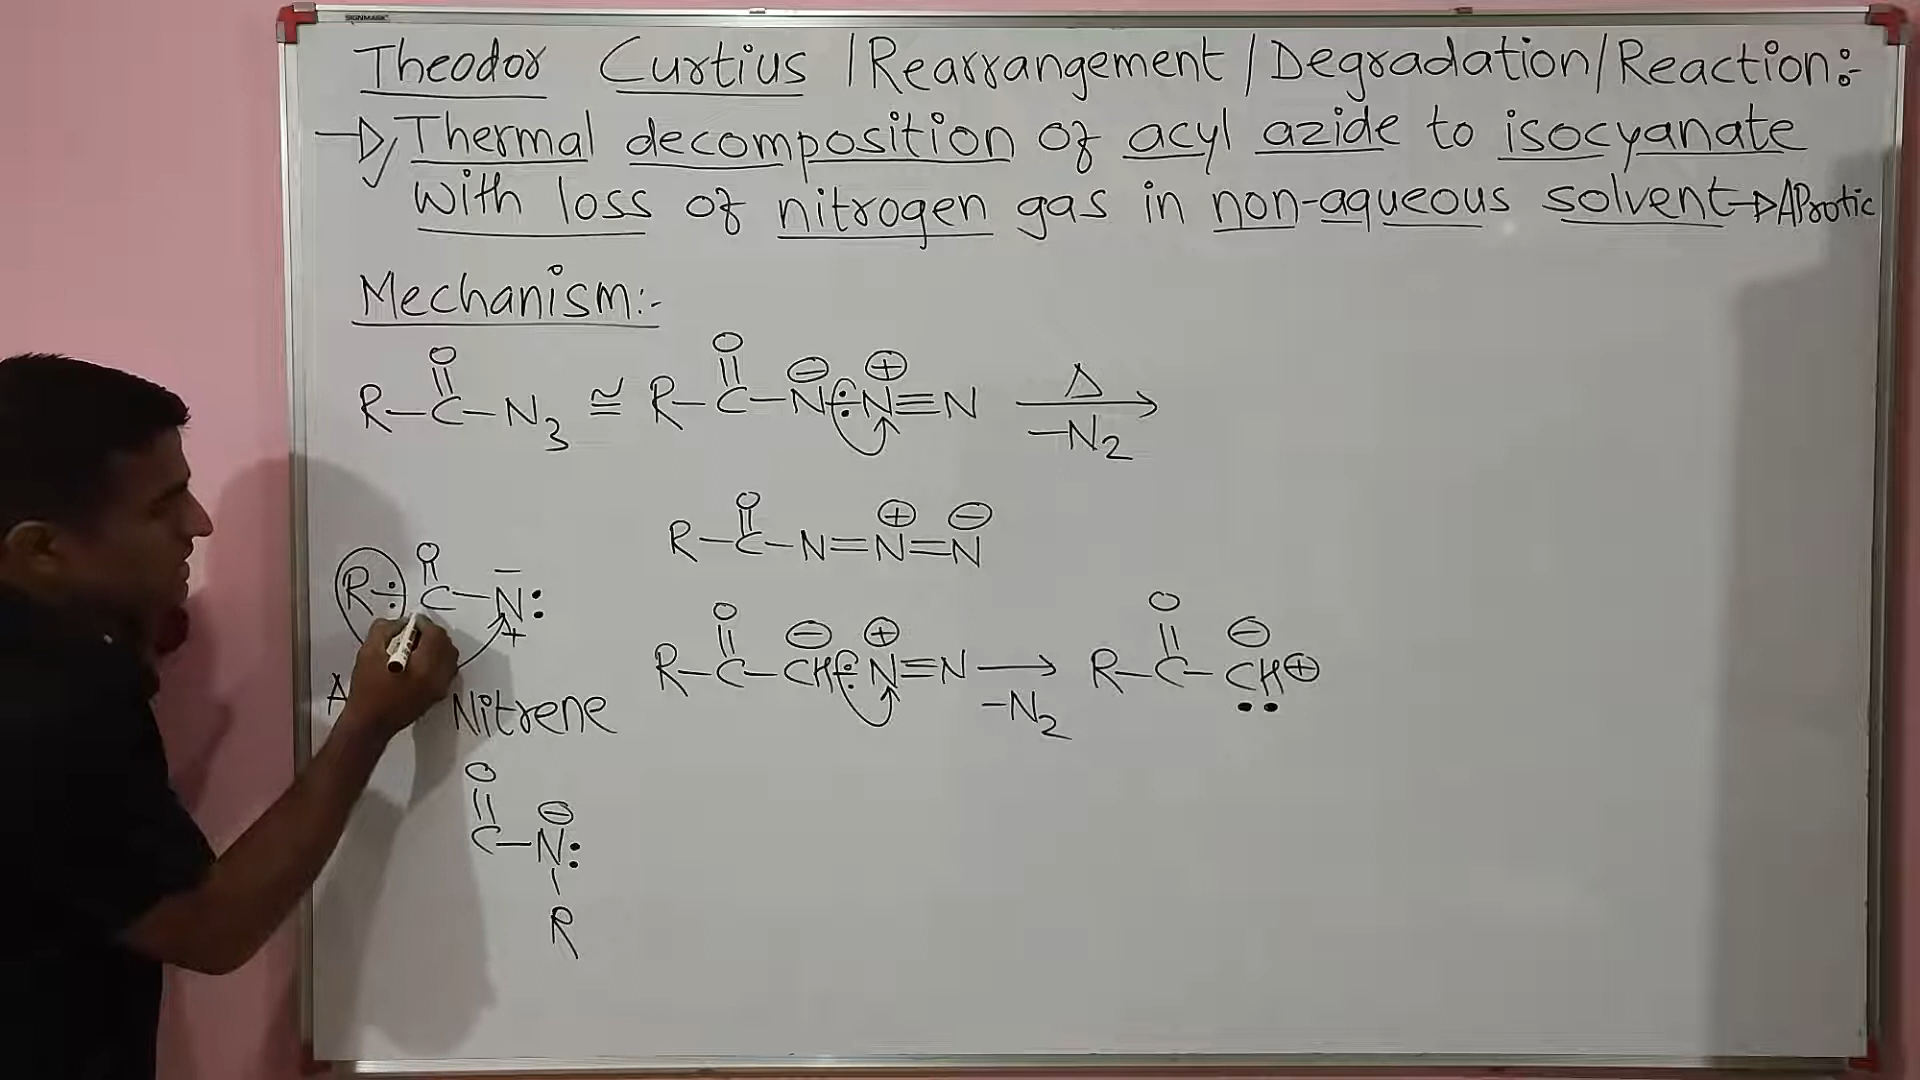 SIGNMARK
Theodor Curtius / Rearrangement / Degradation / Reaction:-
→ Thermal decomposition of acyl azide to isocyanate
with loss of nitrogen gas in non-aqueous solvent → AProtic
Mechanism:-
O O ⊖ ⊕ Δ
R–C–N3 ≅ R–C–N:N≡N →
–N2
O ⊕ ⊖
R–C–N=N=N
O –
R: C–N:
+
O ⊖ ⊕ O ⊖
R–C–CH:N≡N → R–C–CH⊕
–N2 ••
A Nitrene
O ⊖
C–N:
R